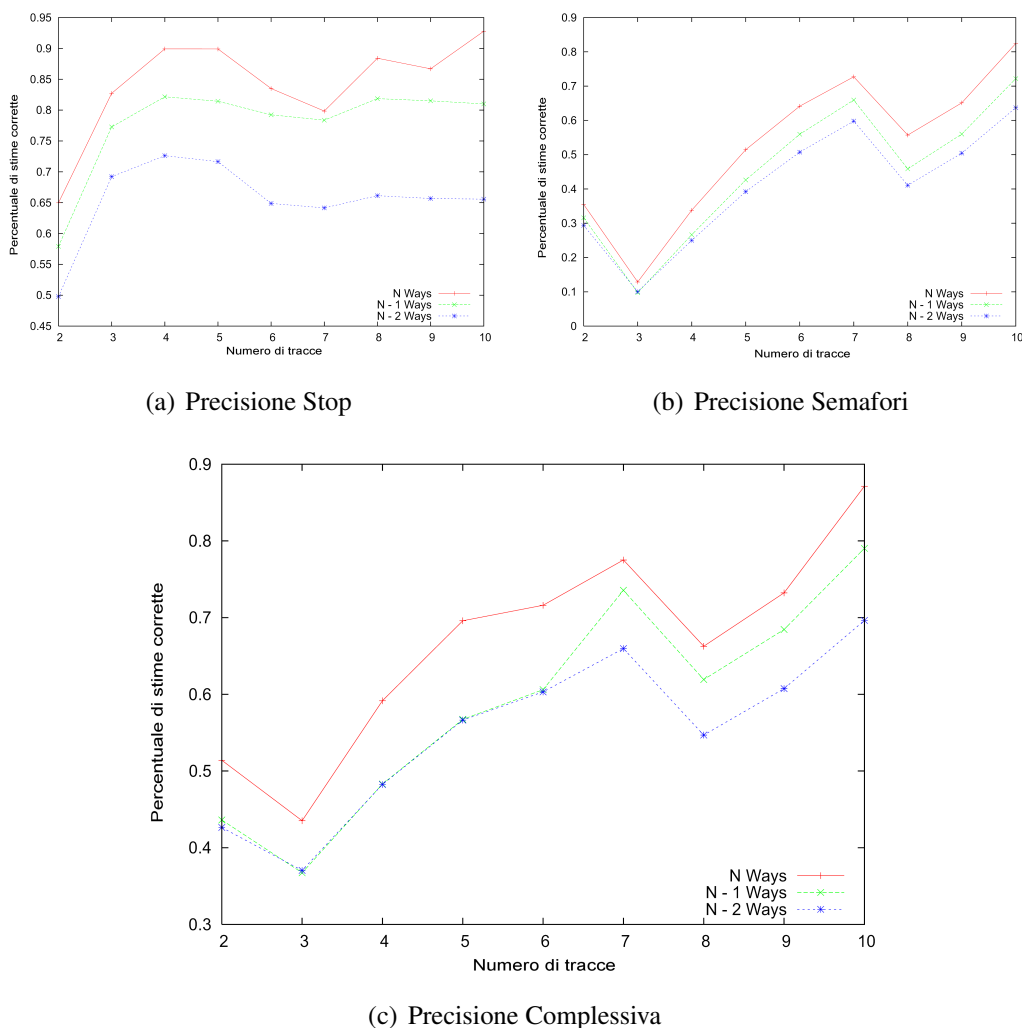 0.95
0.9
0.85
0.8
0.75
0.7
0.65
0.6
0.55
0.5
0.45
Percentuale di stime corrette
N Ways
N - 1 Ways
N - 2 Ways
2 3 4 5 6 7 8 9 10
Numero di tracce
(a) Precisione Stop
0.9
0.8
0.7
0.6
0.5
0.4
0.3
0.2
0.1
0
Percentuale di stime corrette
N Ways
N - 1 Ways
N - 2 Ways
2 3 4 5 6 7 8 9 10
Numero di tracce
(b) Precisione Semafori
0.9
0.8
0.7
0.6
0.5
0.4
0.3
Percentuale di stime corrette
N Ways
N - 1 Ways
N - 2 Ways
2 3 4 5 6 7 8 9 10
Numero di tracce
(c) Precisione Complessiva